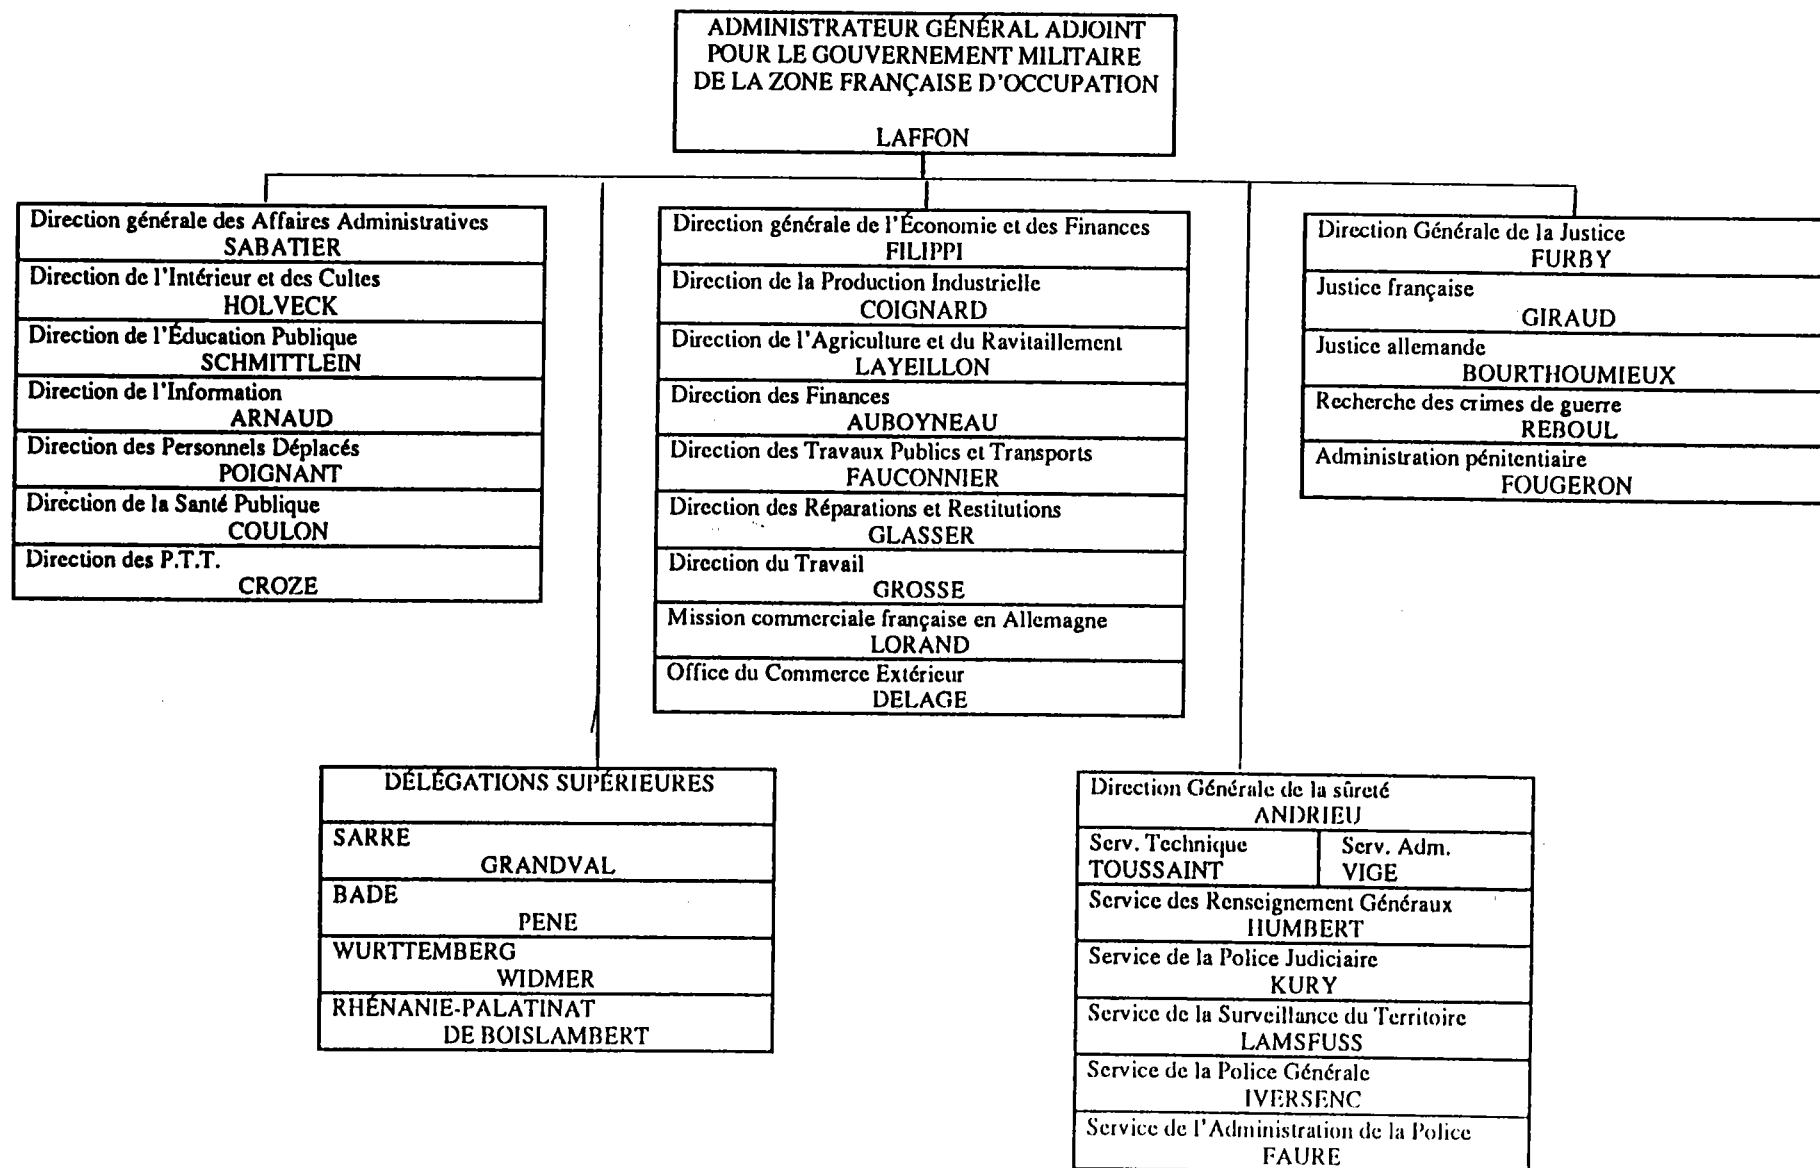 ADMINISTRATEUR GÉNÉRAL ADJOINT
POUR LE GOUVERNEMENT MILITAIRE
DE LA ZONE FRANÇAISE D'OCCUPATION
LAFFON
Direction générale des Affaires Administratives
SABATIER
Direction de l'Intérieur et des Cultes
HOLVECK
Direction de l'Éducation Publique
SCHMITTLEIN
Direction de l'Information
ARNAUD
Direction des Personnels Déplacés
POIGNANT
Direction de la Santé Publique
COULON
Direction des P.T.T.
CROZE
Direction générale de l'Économie et des Finances
FILIPPI
Direction de la Production Industrielle
COIGNARD
Direction de l'Agriculture et du Ravitaillement
LAYEILLON
Direction des Finances
AUBOYNEAU
Direction des Travaux Publics et Transports
FAUCONNIER
Direction des Réparations et Restitutions
GLASSER
Direction du Travail
GROSSE
Mission commerciale française en Allemagne
LORAND
Office du Commerce Extérieur
DELAGE
Direction Générale de la Justice
FURBY
Justice française
GIRAUD
Justice allemande
BOURTHOUMIEUX
Recherche des crimes de guerre
REBOUL
Administration pénitentiaire
FOUGERON
DÉLÉGATIONS SUPÉRIEURES
SARRE
GRANDVAL
BADE
PENE
WURTTEMBERG
WIDMER
RHÉNANIE-PALATINAT
DE BOISLAMBERT
Direction Générale de la sûreté
ANDRIEU
Serv. Technique
TOUSSAINT
Serv. Adm.
VIGE
Service des Renseignement Généraux
HUMBERT
Service de la Police Judiciaire
KURY
Service de la Surveillance du Territoire
LAMSFUSS
Service de la Police Générale
IVERSENC
Service de l'Administration de la Police
FAURE